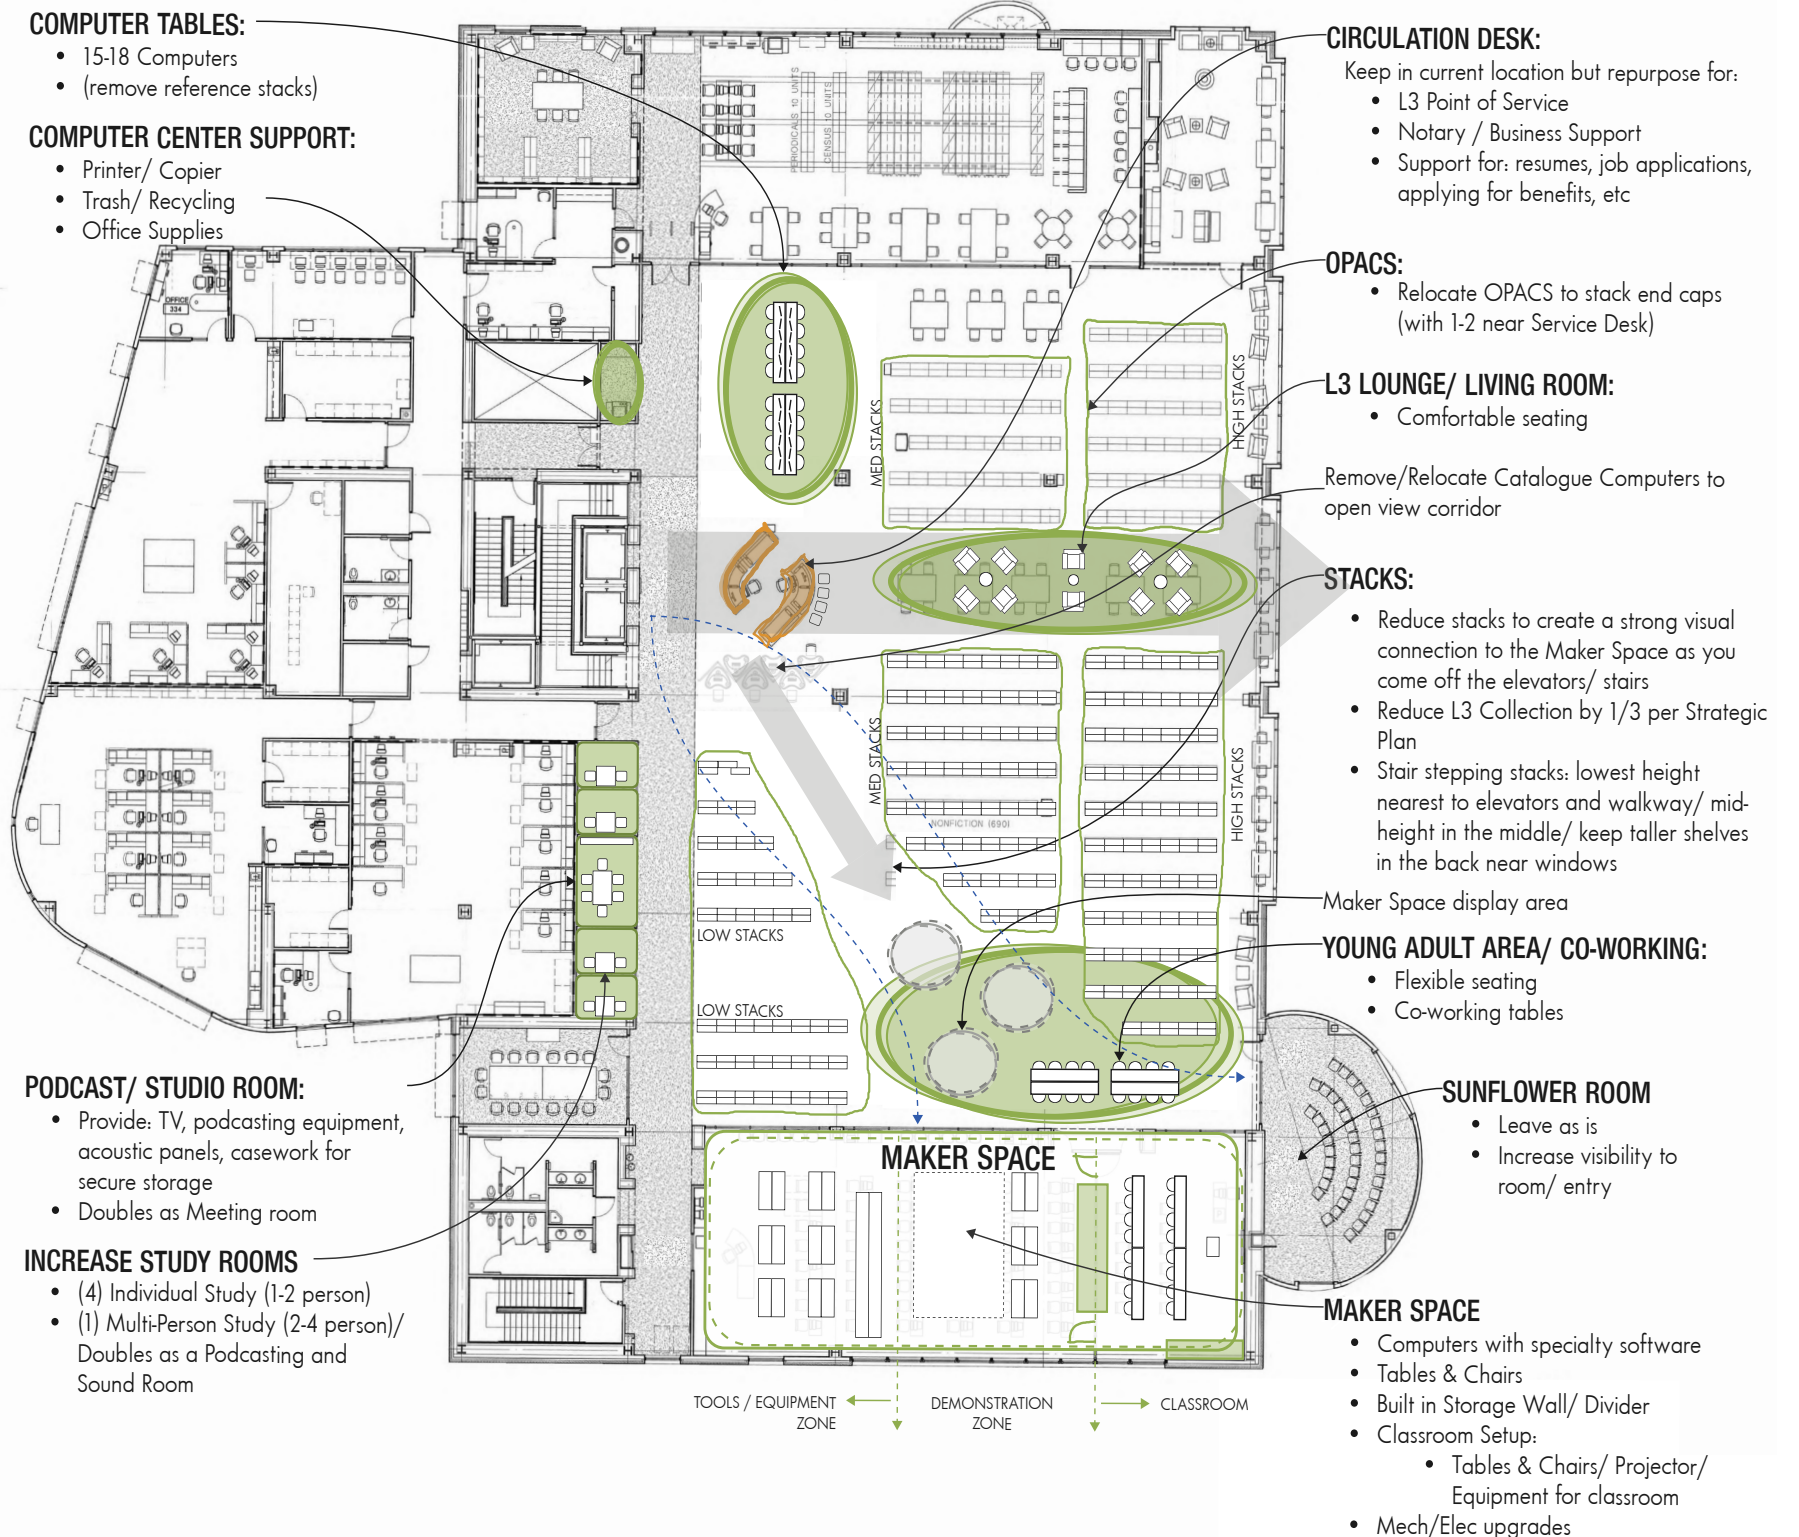 COMPUTER TABLES:
• 15-18 Computers
• (remove reference stacks)
COMPUTER CENTER SUPPORT:
• Printer/ Copier
• Trash/ Recycling
• Office Supplies
CIRCULATION DESK:
Keep in current location but repurpose for:
• L3 Point of Service
• Notary / Business Support
• Support for: resumes, job applications,
applying for benefits, etc
OPACS:
• Relocate OPACS to stack end caps
(with 1-2 near Service Desk)
L3 LOUNGE/ LIVING ROOM:
• Comfortable seating
Remove/Relocate Catalogue Computers to
open view corridor
STACKS:
• Reduce stacks to create a strong visual
connection to the Maker Space as you
come off the elevators/ stairs
• Reduce L3 Collection by 1/3 per Strategic
Plan
• Stair stepping stacks: lowest height
nearest to elevators and walkway/ mid-
height in the middle/ keep taller shelves
in the back near windows
Maker Space display area
YOUNG ADULT AREA/ CO-WORKING:
• Flexible seating
• Co-working tables
SUNFLOWER ROOM
• Leave as is
• Increase visibility to
room/ entry
MAKER SPACE
• Computers with specialty software
• Tables & Chairs
• Built in Storage Wall/ Divider
• Classroom Setup:
• Tables & Chairs/ Projector/
Equipment for classroom
• Mech/Elec upgrades
PODCAST/ STUDIO ROOM:
• Provide: TV, podcasting equipment,
acoustic panels, casework for
secure storage
• Doubles as Meeting room
INCREASE STUDY ROOMS
• (4) Individual Study (1-2 person)
• (1) Multi-Person Study (2-4 person)/
Doubles as a Podcasting and
Sound Room
PERIODICALS 10 UNITS
CENSUS 10 UNITS
OFFICE
334
MED STACKS
HIGH STACKS
MED STACKS
HIGH STACKS
NONFICTION (690)
LOW STACKS
LOW STACKS
MAKER SPACE
TOOLS / EQUIPMENT
ZONE
DEMONSTRATION
ZONE
CLASSROOM